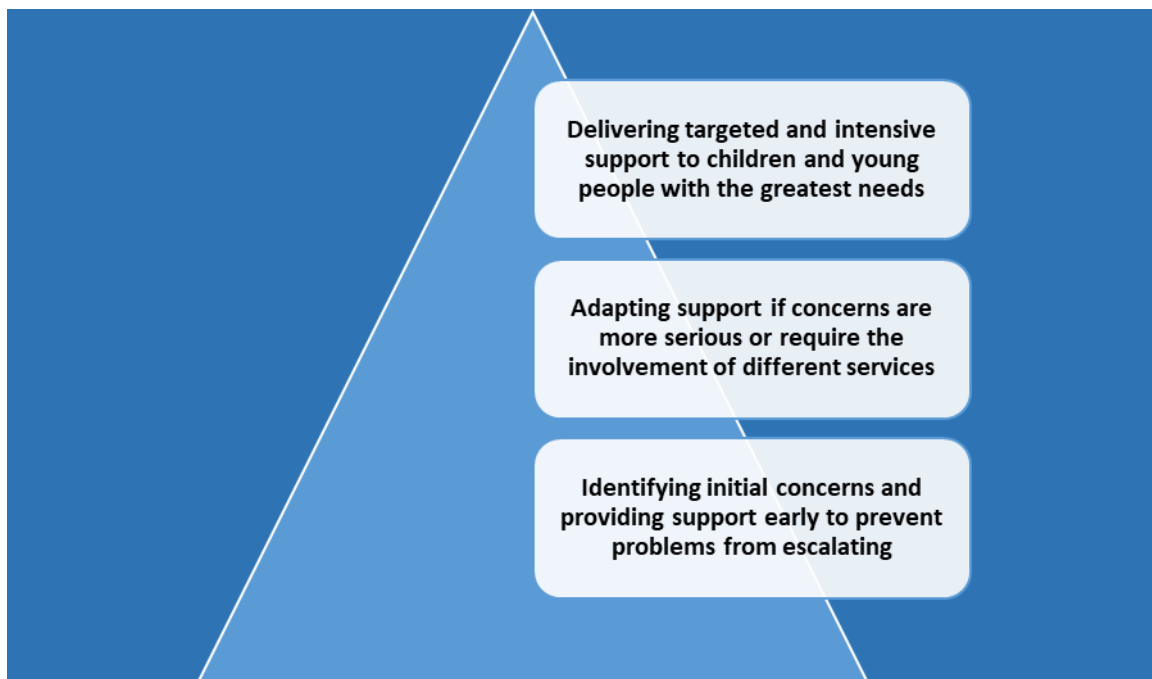 Delivering targeted and intensive
support to children and young
people with the greatest needs
Adapting support if concerns are
more serious or require the
involvement of different services
Identifying initial concerns and
providing support early to prevent
problems from escalating